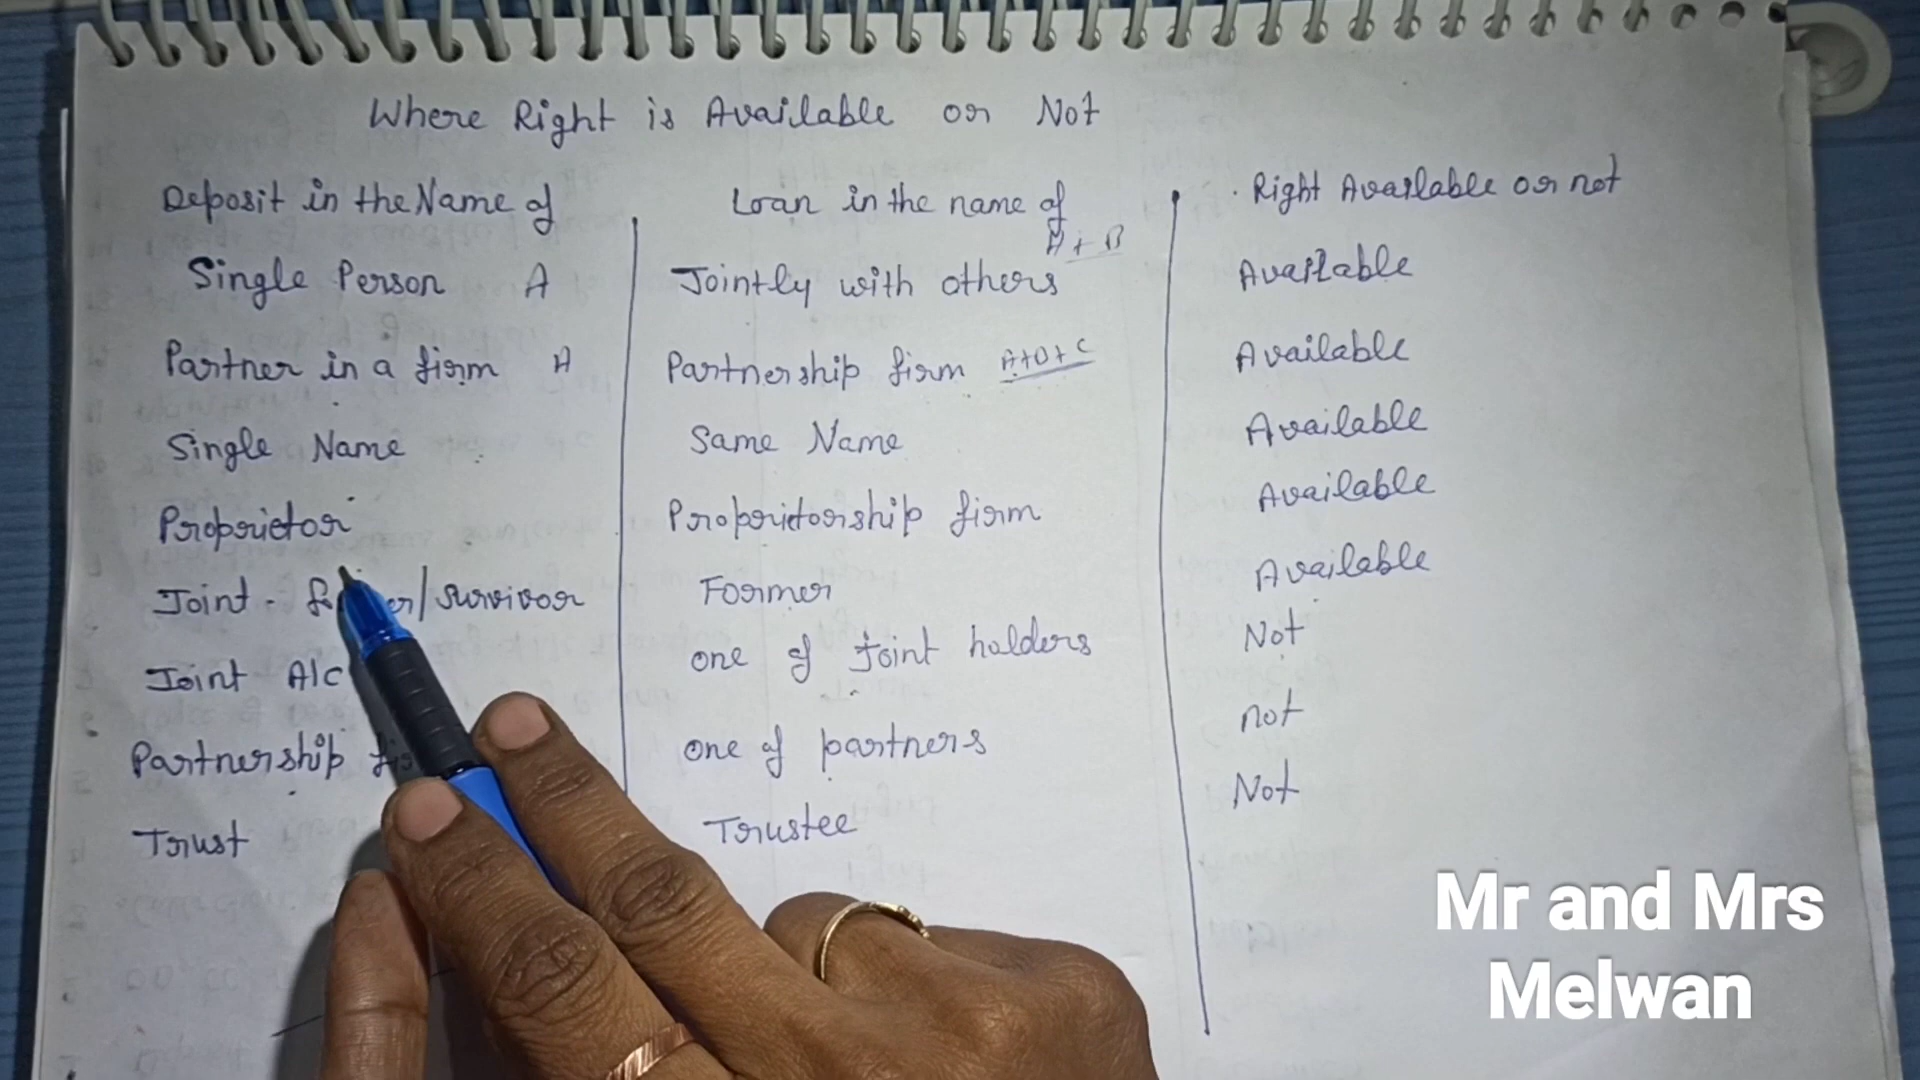 Where Right is Available or Not
Deposit in the Name of Loan in the name of Right Available or not
A + B
Single Person A Jointly with others Available
Partner in a firm A Partnership firm Available
Single Name Same Name Available
Proprietor Proprietorship firm Available
Joint - /survivor Former Available
Joint A/C one of Joint holders Not
Partnership one of partners not
Trust Trustee Not
Mr and Mrs
Melwan